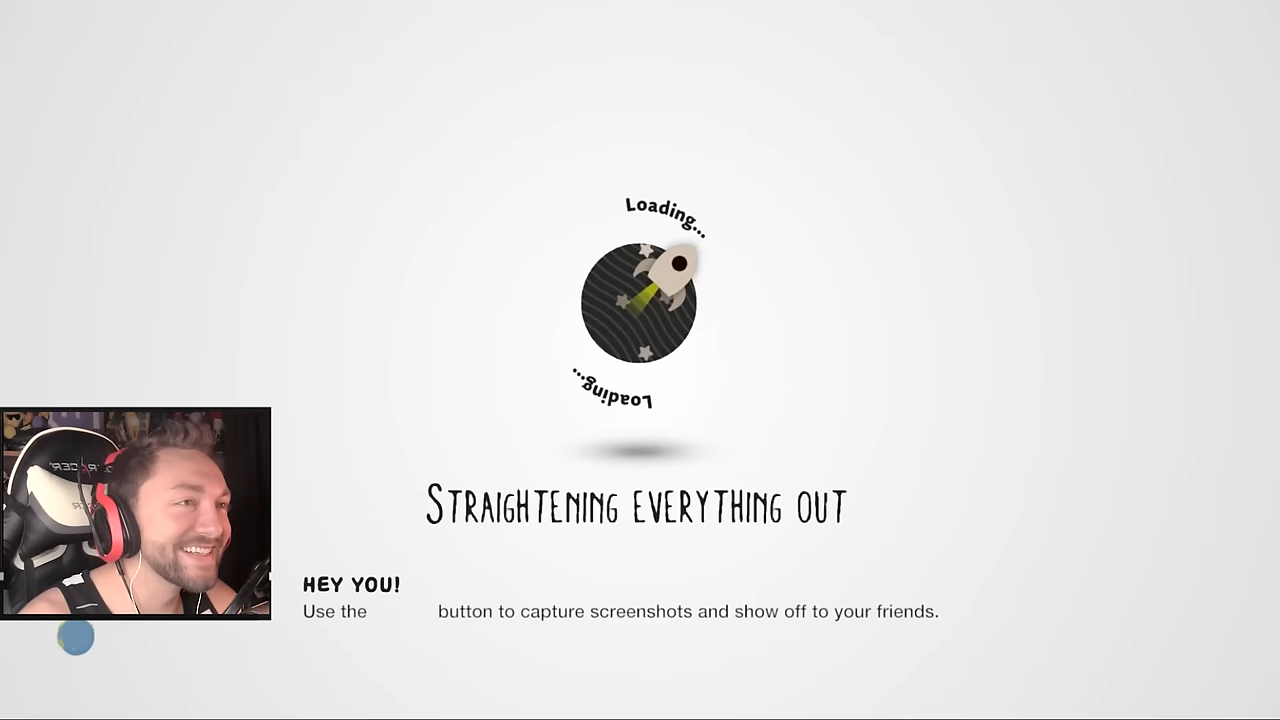 Loading...
Loading...
STRAIGHTENING EVERYTHING OUT
HEY YOU!
Use the button to capture screenshots and show off to your friends.